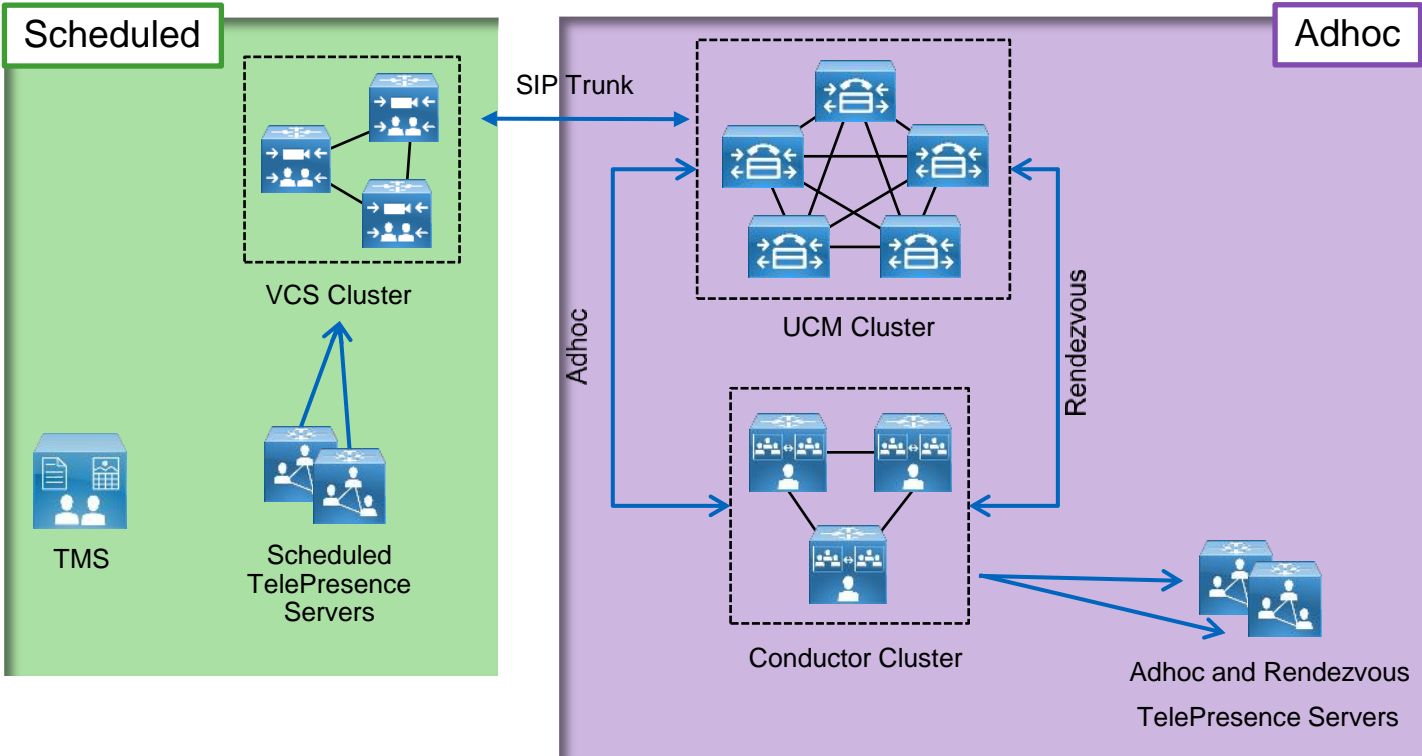 Scheduled
Adhoc
SIP Trunk
VCS Cluster
UCM Cluster
Adhoc
Rendezvous
TMS
Scheduled
TelePresence
Servers
Conductor Cluster
Adhoc and Rendezvous
TelePresence Servers